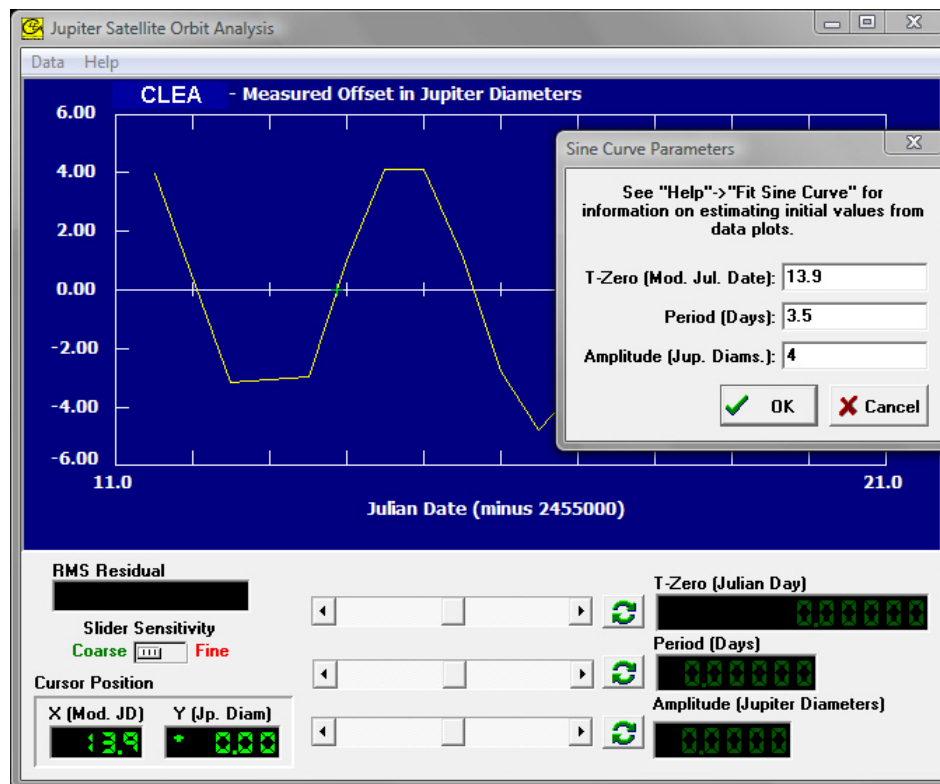 Jupiter Satellite Orbit Analysis
Data Help
CLEA - Measured Offset in Jupiter Diameters
6.00
4.00
2.00
0.00
-2.00
-4.00
-6.00
11.0
21.0
Julian Date (minus 2455000)
Sine Curve Parameters
See "Help"->"Fit Sine Curve" for
information on estimating initial values from
data plots.
T-Zero (Mod. Jul. Date): 13.9
Period (Days): 3.5
Amplitude (Jup. Diams.): 4
OK
Cancel
RMS Residual
Slider Sensitivity
Coarse Fine
Cursor Position
X (Mod. JD) Y (Jp. Diam)
13.9 + 0.00
T-Zero (Julian Day)
0.00000
Period (Days)
0.00000
Amplitude (Jupiter Diameters)
0.0000